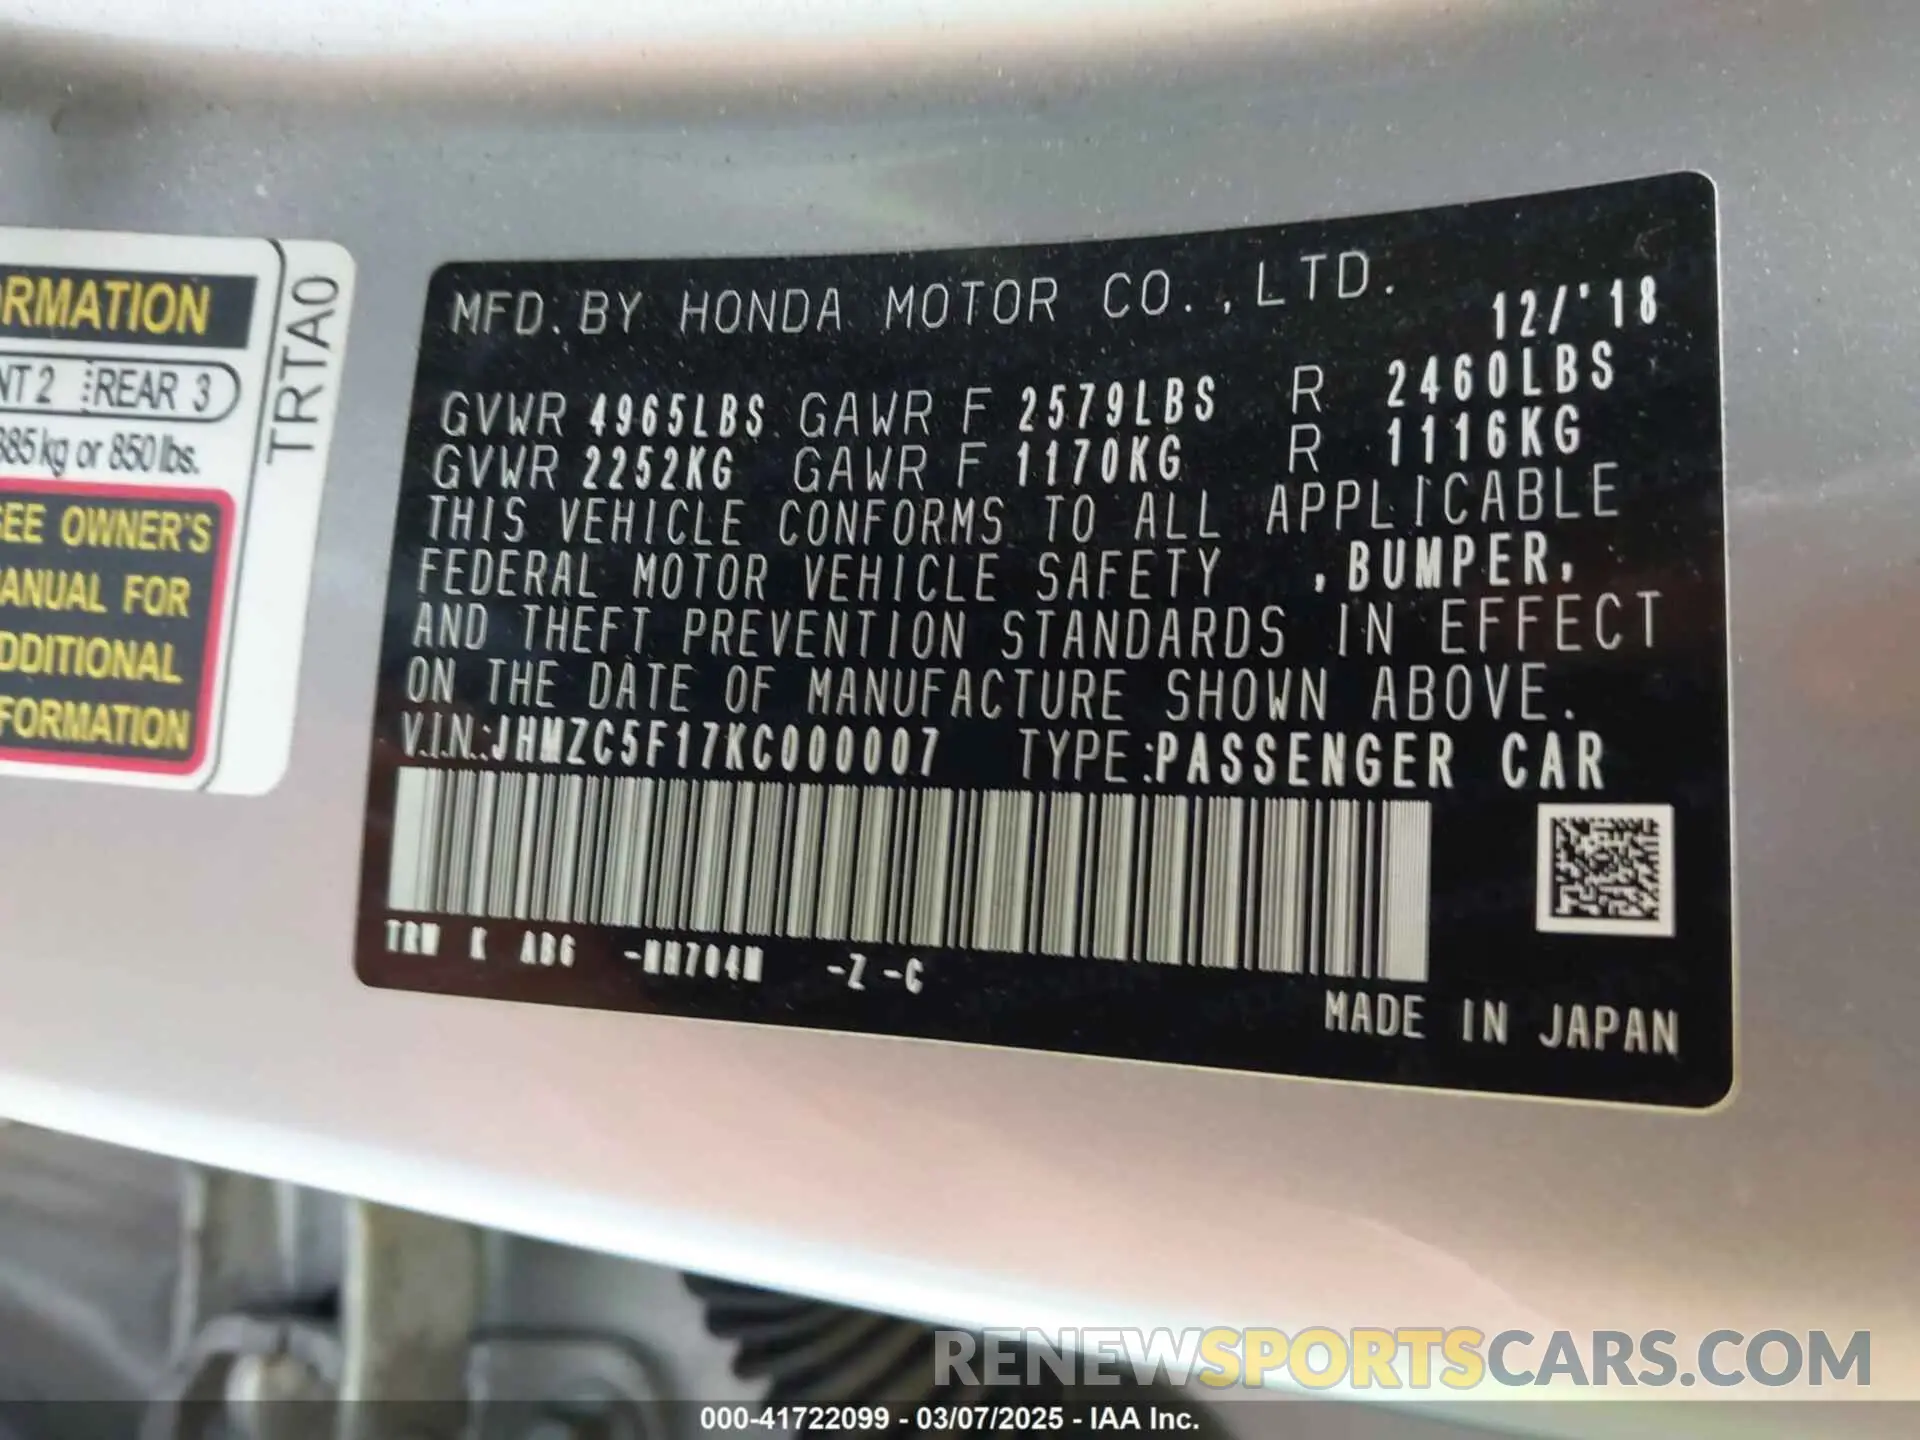 MFD. BY HONDA MOTOR CO.,LTD. 12/'18
GVWR 4965LBS GAWR F 2579LBS R 2460LBS
GVWR 2252KG GAWR F 1170KG R 1116KG
THIS VEHICLE CONFORMS TO ALL APPLICABLE
FEDERAL MOTOR VEHICLE SAFETY , BUMPER,
AND THEFT PREVENTION STANDARDS IN EFFECT
ON THE DATE OF MANUFACTURE SHOWN ABOVE.
V.I.N.:JHMZC5F17KC000007 TYPE:PASSENGER CAR
TRW K AB6 -NH704M -Z -C
MADE IN JAPAN
ORMATION
NT 2 REAR 3
385 kg or 850 lbs.
SEE OWNER'S
MANUAL FOR
ADDITIONAL
INFORMATION
TRTA0
RENEWSPORTSCARS.COM
000-41722099 - 03/07/2025 - IAA Inc.